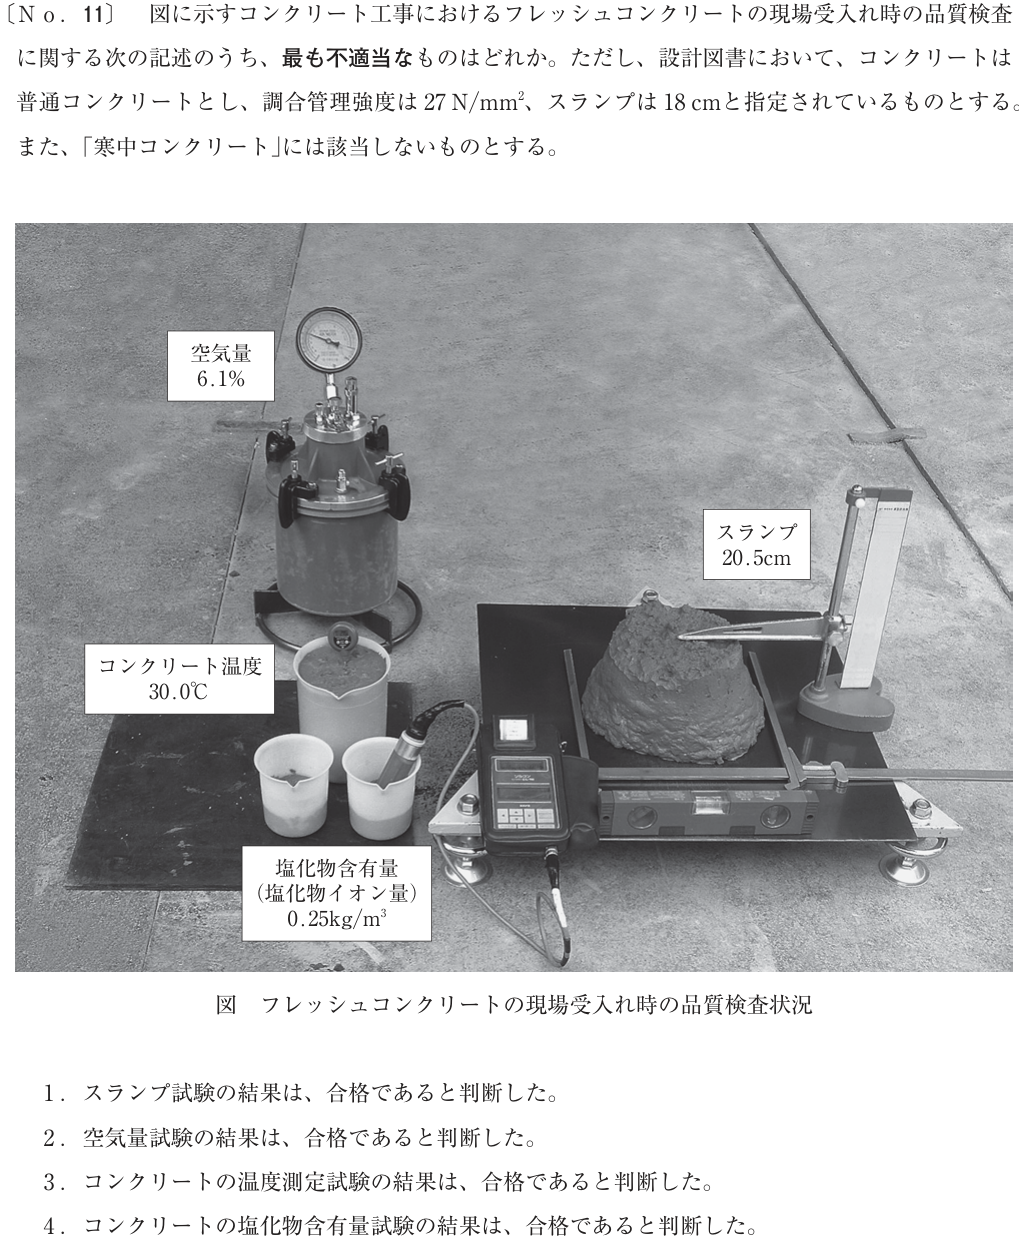 〔Ｎｏ．11〕　図に示すコンクリート工事におけるフレッシュコンクリートの現場受入れ時の品質検査
に関する次の記述のうち、最も不適当なものはどれか。ただし、設計図書において、コンクリートは
普通コンクリートとし、調合管理強度は 27 N/mm²、スランプは 18 cmと指定されているものとする。
また、「寒中コンクリート」には該当しないものとする。
空気量
6.1%
スランプ
20.5cm
コンクリート温度
30.0℃
塩化物含有量
（塩化物イオン量）
0.25kg/m³
図　フレッシュコンクリートの現場受入れ時の品質検査状況
1．スランプ試験の結果は、合格であると判断した。
2．空気量試験の結果は、合格であると判断した。
3．コンクリートの温度測定試験の結果は、合格であると判断した。
4．コンクリートの塩化物含有量試験の結果は、合格であると判断した。